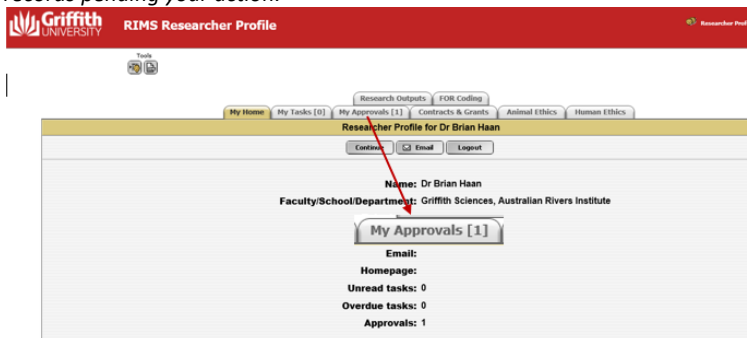 records pending your action.
Griffith
UNIVERSITY
RIMS Researcher Profile
Researcher Prof
Tools
Research Outputs FOR Coding
My Home My Tasks [0] My Approvals [1] Contracts & Grants Animal Ethics Human Ethics
Researcher Profile for Dr Brian Haan
Continue Email Logout
Name: Dr Brian Haan
Faculty/School/Department: Griffith Sciences, Australian Rivers Institute
My Approvals [1]
Email:
Homepage:
Unread tasks: 0
Overdue tasks: 0
Approvals: 1